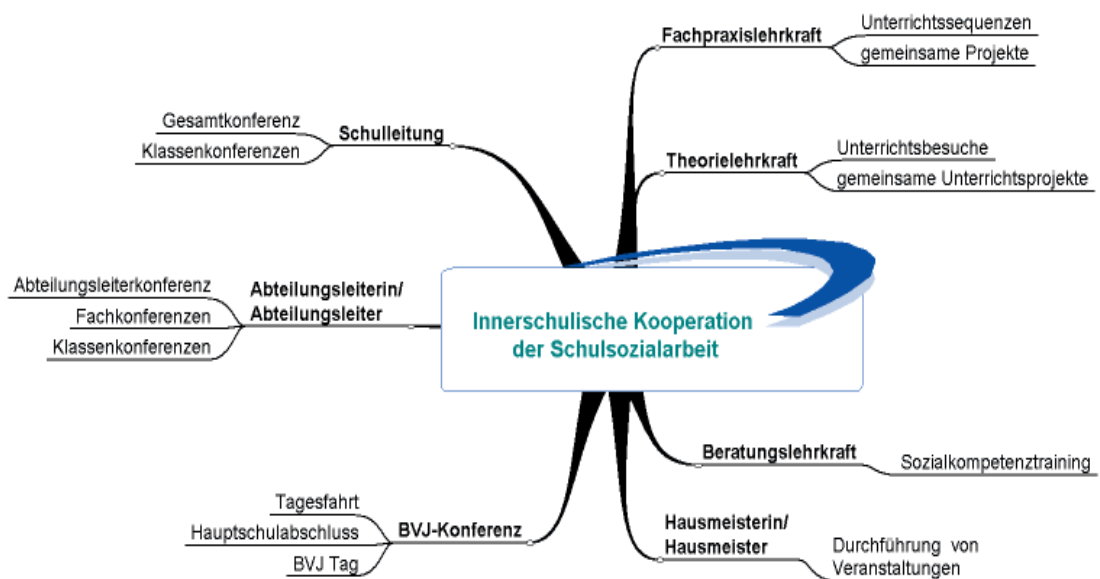 Innerschulische Kooperation
der Schulsozialarbeit
Fachpraxislehrkraft
Unterrichtssequenzen
gemeinsame Projekte
Theorielehrkraft
Unterrichtsbesuche
gemeinsame Unterrichtsprojekte
Beratungslehrkraft
Sozialkompetenztraining
Hausmeisterin/
Hausmeister
Durchführung von
Veranstaltungen
BVJ-Konferenz
Tagesfahrt
Hauptschulabschluss
BVJ Tag
Abteilungsleiterin/
Abteilungsleiter
Abteilungsleiterkonferenz
Fachkonferenzen
Klassenkonferenzen
Schulleitung
Gesamtkonferenz
Klassenkonferenzen